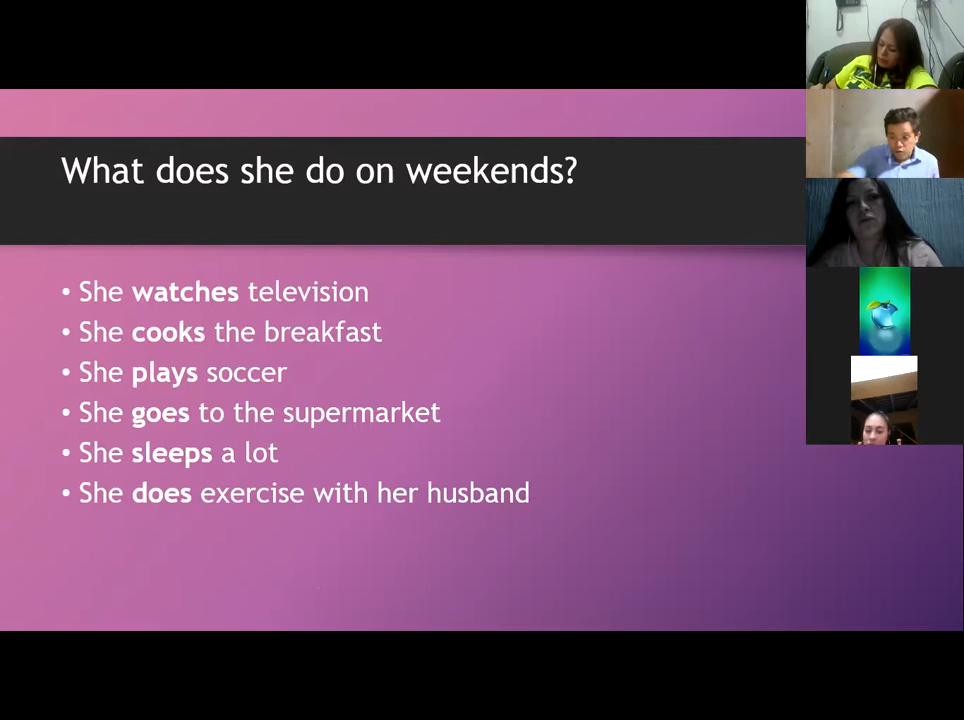 What does she do on weekends?
• She watches television
• She cooks the breakfast
• She plays soccer
• She goes to the supermarket
• She sleeps a lot
• She does exercise with her husband